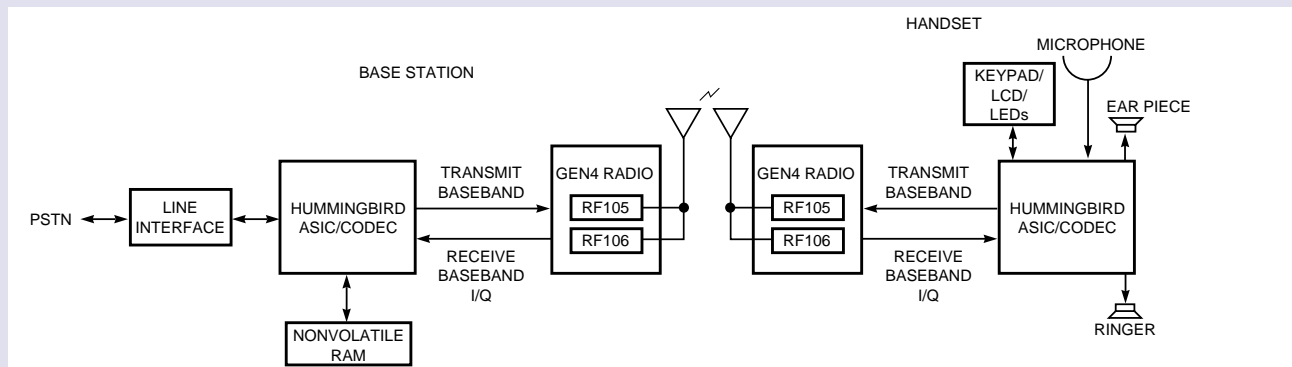 HANDSET
MICROPHONE
BASE STATION
KEYPAD/
LCD/
LEDs
EAR PIECE
PSTN
LINE
INTERFACE
HUMMINGBIRD
ASIC/CODEC
TRANSMIT
BASEBAND
RECEIVE
BASEBAND
I/Q
NONVOLATILE
RAM
GEN4 RADIO
RF105
RF106
GEN4 RADIO
RF105
RF106
TRANSMIT
BASEBAND
RECEIVE
BASEBAND
I/Q
HUMMINGBIRD
ASIC/CODEC
RINGER